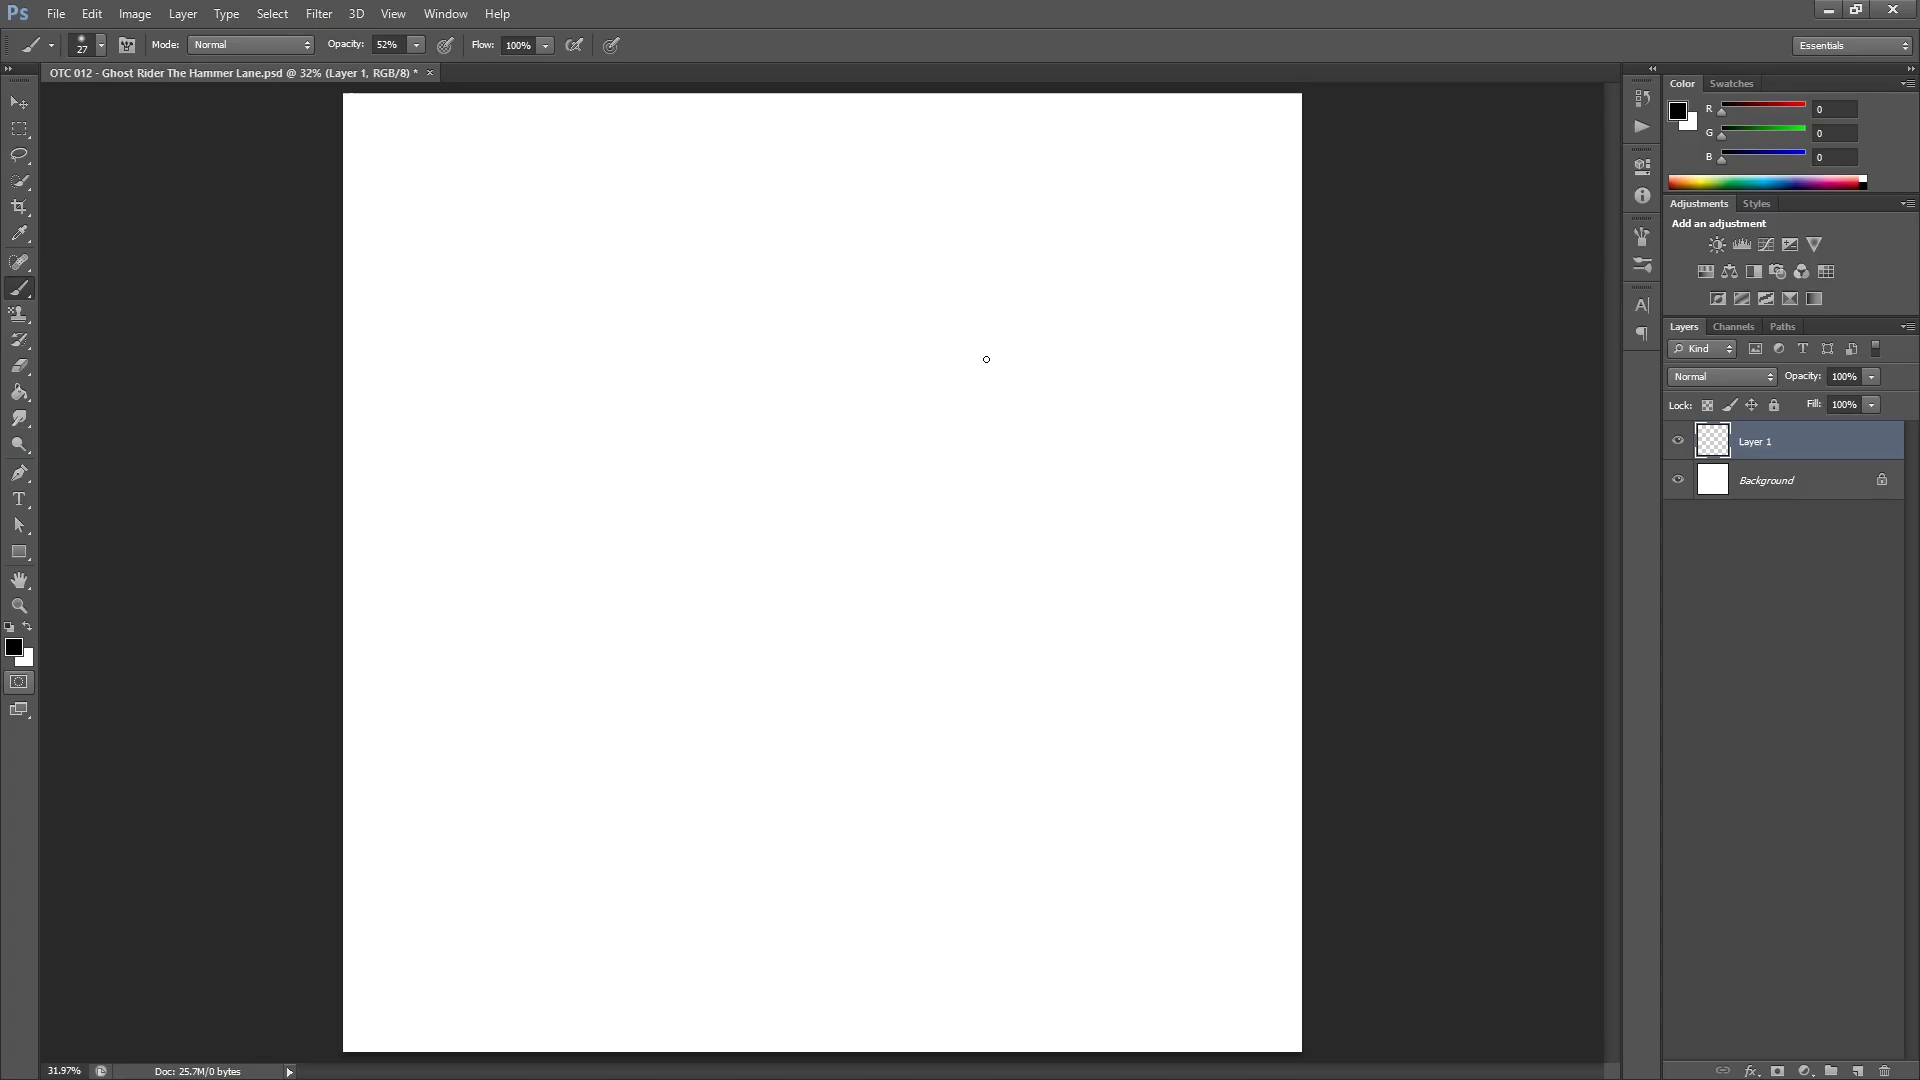 Ps File Edit Image Layer Type Select Filter 3D View Window Help
27 Mode: Normal Opacity: 52% Flow: 100% Essentials
OTC 012 - Ghost Rider The Hammer Lane.psd @ 32% (Layer 1, RGB/8) * ×
Color Swatches
R 0
G 0
B 0
Adjustments Styles
Add an adjustment
Layers Channels Paths
Kind
Normal Opacity: 100%
Lock: Fill: 100%
Layer 1
Background
31.97% Doc: 25.7M/0 bytes